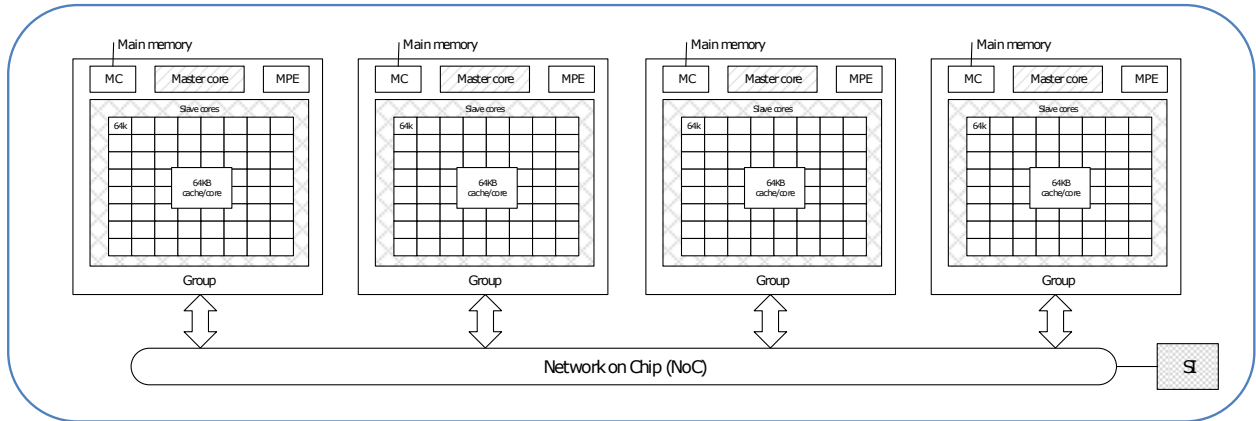 Main memory
MC
Master core
MPE
Slave cores
64k
64KB
cache/core
Group
Main memory
MC
Master core
MPE
Slave cores
64k
64KB
cache/core
Group
Main memory
MC
Master core
MPE
Slave cores
64k
64KB
cache/core
Group
Main memory
MC
Master core
MPE
Slave cores
64k
64KB
cache/core
Group
Network on Chip (NoC)
SI